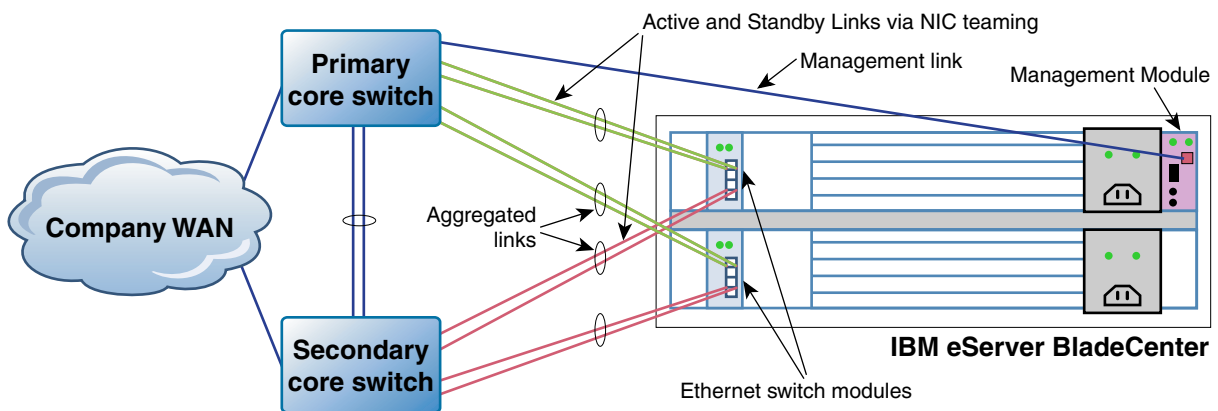 Active and Standby Links via NIC teaming
Primary
core switch
Management link
Management Module
Company WAN
Aggregated
links
Secondary
core switch
IBM eServer BladeCenter
Ethernet switch modules